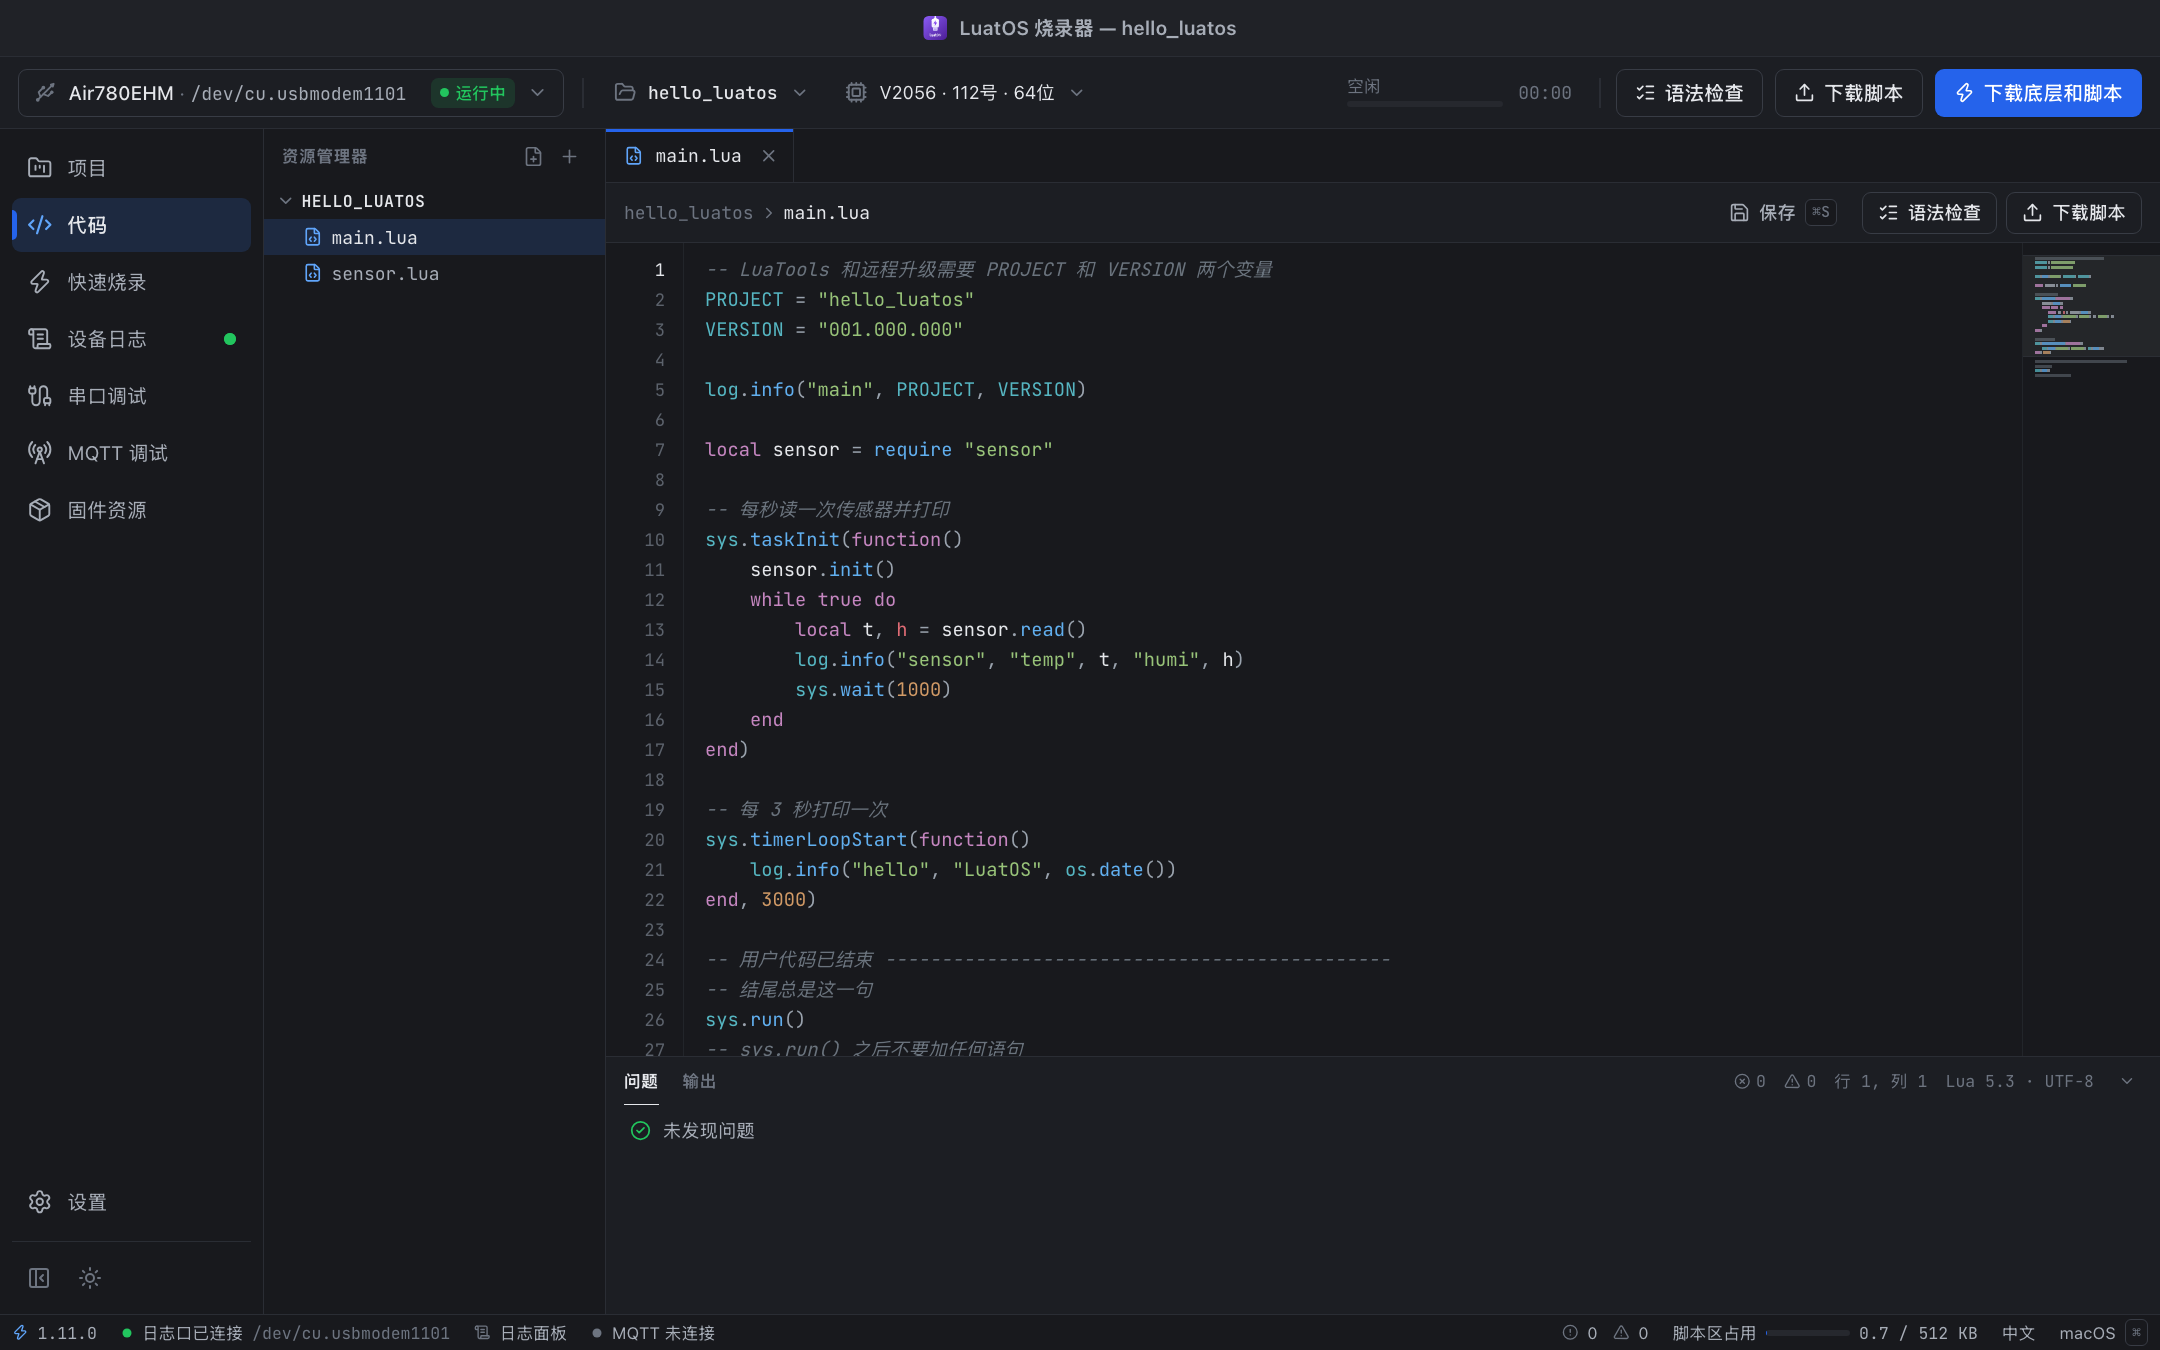 LuatOS 烧录器 — hello_luatos
Air780EHM · /dev/cu.usbmodem1101 运行中
hello_luatos
V2056 · 112号 · 64位
空闲
00:00
语法检查
下载脚本
下载底层和脚本
项目
代码
快速烧录
设备日志
串口调试
MQTT 调试
固件资源
设置
资源管理器
HELLO_LUATOS
main.lua
sensor.lua
main.lua
hello_luatos > main.lua
保存 ⌘S
语法检查
下载脚本
1 -- LuaTools 和远程升级需要 PROJECT 和 VERSION 两个变量
2 PROJECT = "hello_luatos"
3 VERSION = "001.000.000"
4
5 log.info("main", PROJECT, VERSION)
6
7 local sensor = require "sensor"
8
9 -- 每秒读一次传感器并打印
10 sys.taskInit(function()
11     sensor.init()
12     while true do
13         local t, h = sensor.read()
14         log.info("sensor", "temp", t, "humi", h)
15         sys.wait(1000)
16     end
17 end)
18
19 -- 每 3 秒打印一次
20 sys.timerLoopStart(function()
21     log.info("hello", "LuatOS", os.date())
22 end, 3000)
23
24 -- 用户代码已结束 ---------------------------------------------
25 -- 结尾总是这一句
26 sys.run()
27 -- sys.run() 之后不要加任何语句
问题 输出
0 0 行 1, 列 1 Lua 5.3 · UTF-8
未发现问题
1.11.0 日志口已连接 /dev/cu.usbmodem1101 日志面板 MQTT 未连接
0 0 脚本区占用 0.7 / 512 KB 中文 macOS ⌘